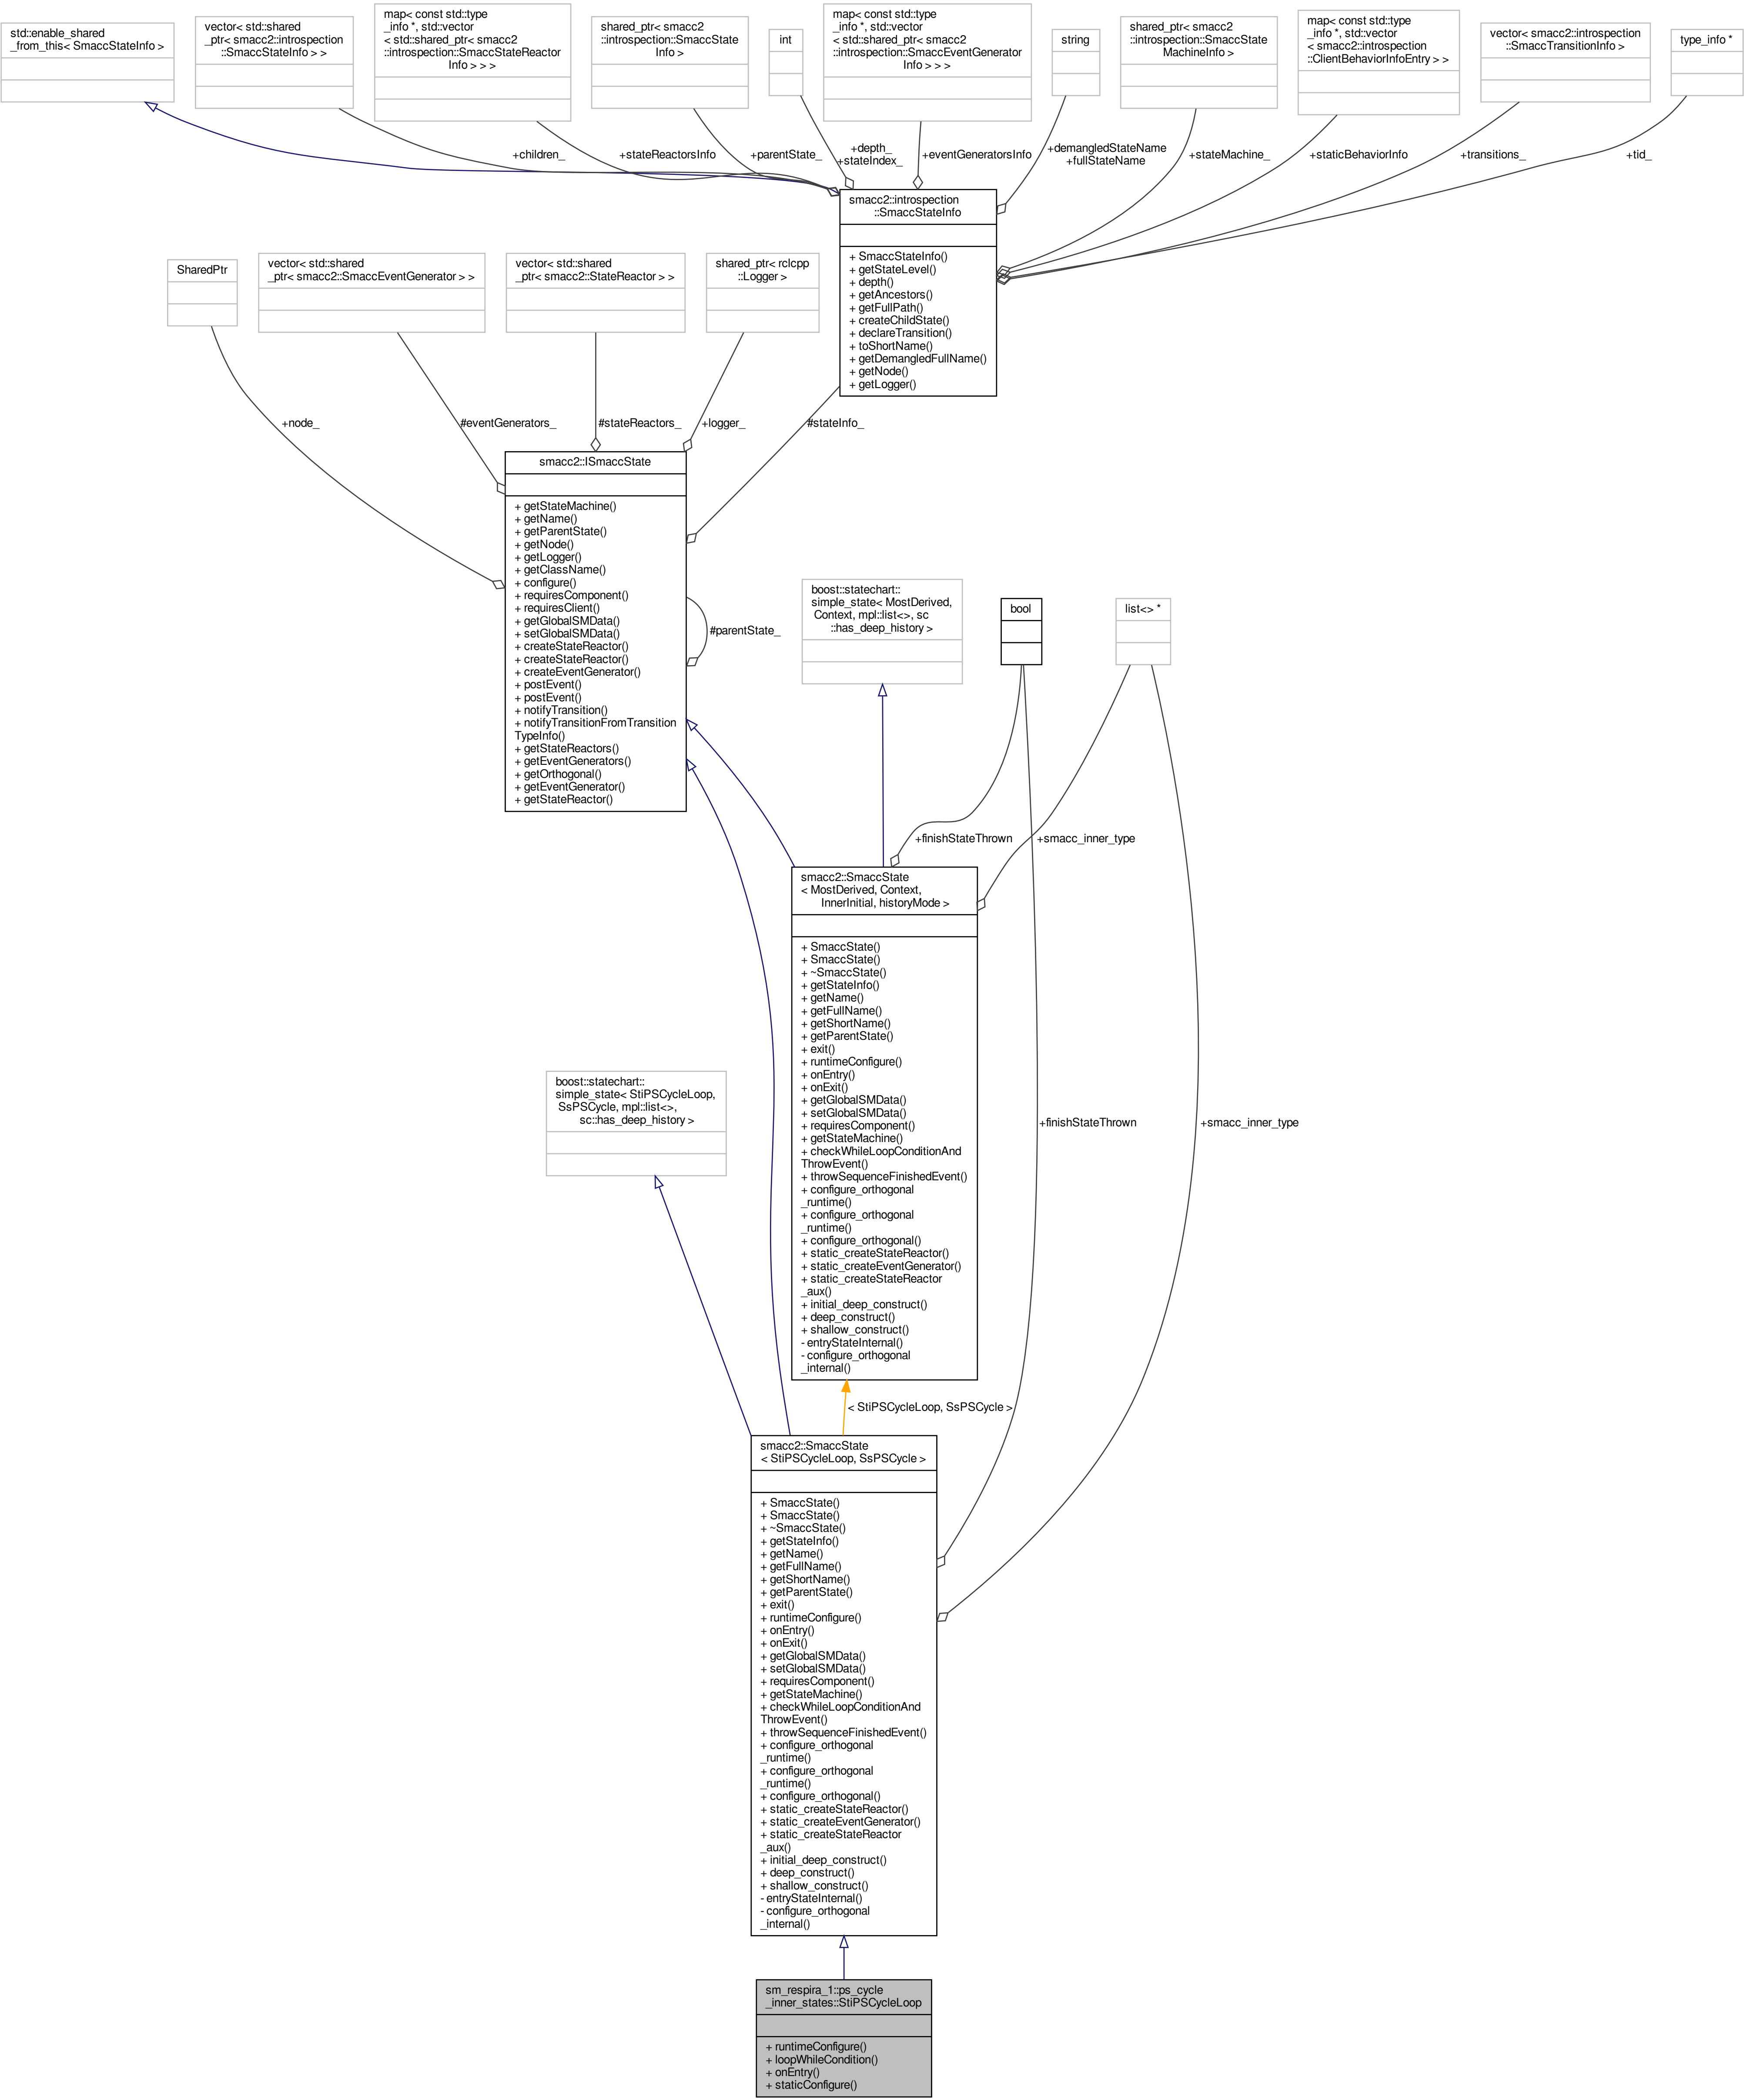 std::enable_shared
_from_this< SmaccStateInfo >
vector< std::shared
_ptr< smacc2::introspection
::SmaccStateInfo > >
map< const std::type
_info *, std::vector
< std::shared_ptr< smacc2
::introspection::SmaccStateReactor
Info > > >
shared_ptr< smacc2
::introspection::SmaccState
Info >
int
map< const std::type
_info *, std::vector
< std::shared_ptr< smacc2
::introspection::SmaccEventGenerator
Info > > >
string
shared_ptr< smacc2
::introspection::SmaccState
MachineInfo >
map< const std::type
_info *, std::vector
< smacc2::introspection
::ClientBehaviorInfoEntry > >
vector< smacc2::introspection
::SmaccTransitionInfo >
type_info *
+children_
+stateReactorsInfo
+parentState_
+depth_
+stateIndex_
+eventGeneratorsInfo
+demangledStateName
+fullStateName
+stateMachine_
+staticBehaviorInfo
+transitions_
+tid_
smacc2::introspection
::SmaccStateInfo
+ SmaccStateInfo()
+ getStateLevel()
+ depth()
+ getAncestors()
+ getFullPath()
+ createChildState()
+ declareTransition()
+ toShortName()
+ getDemangledFullName()
+ getNode()
+ getLogger()
SharedPtr
vector< std::shared
_ptr< smacc2::SmaccEventGenerator > >
vector< std::shared
_ptr< smacc2::StateReactor > >
shared_ptr< rclcpp
::Logger >
+node_
#eventGenerators_
#stateReactors_
+logger_
#stateInfo_
smacc2::ISmaccState
+ getStateMachine()
+ getName()
+ getParentState()
+ getNode()
+ getLogger()
+ getClassName()
+ configure()
+ requiresComponent()
+ requiresClient()
+ getGlobalSMData()
+ setGlobalSMData()
+ createStateReactor()
+ createStateReactor()
+ createEventGenerator()
+ postEvent()
+ postEvent()
+ notifyTransition()
+ notifyTransitionFromTransition
TypeInfo()
+ getStateReactors()
+ getEventGenerators()
+ getOrthogonal()
+ getEventGenerator()
+ getStateReactor()
#parentState_
boost::statechart::
simple_state< MostDerived,
Context, mpl::list<>, sc
::has_deep_history >
bool
list<> *
+finishStateThrown
+smacc_inner_type
smacc2::SmaccState
< MostDerived, Context,
InnerInitial, historyMode >
+ SmaccState()
+ SmaccState()
+ ~SmaccState()
+ getStateInfo()
+ getName()
+ getFullName()
+ getShortName()
+ getParentState()
+ exit()
+ runtimeConfigure()
+ onEntry()
+ onExit()
+ getGlobalSMData()
+ setGlobalSMData()
+ requiresComponent()
+ getStateMachine()
+ checkWhileLoopConditionAnd
ThrowEvent()
+ throwSequenceFinishedEvent()
+ configure_orthogonal
_runtime()
+ configure_orthogonal
_runtime()
+ configure_orthogonal()
+ static_createStateReactor()
+ static_createEventGenerator()
+ static_createStateReactor
_aux()
+ initial_deep_construct()
+ deep_construct()
+ shallow_construct()
- entryStateInternal()
- configure_orthogonal
_internal()
boost::statechart::
simple_state< StiPSCycleLoop,
SsPSCycle, mpl::list<>,
sc::has_deep_history >
+finishStateThrown
+smacc_inner_type
< StiPSCycleLoop, SsPSCycle >
smacc2::SmaccState
< StiPSCycleLoop, SsPSCycle >
+ SmaccState()
+ SmaccState()
+ ~SmaccState()
+ getStateInfo()
+ getName()
+ getFullName()
+ getShortName()
+ getParentState()
+ exit()
+ runtimeConfigure()
+ onEntry()
+ onExit()
+ getGlobalSMData()
+ setGlobalSMData()
+ requiresComponent()
+ getStateMachine()
+ checkWhileLoopConditionAnd
ThrowEvent()
+ throwSequenceFinishedEvent()
+ configure_orthogonal
_runtime()
+ configure_orthogonal
_runtime()
+ configure_orthogonal()
+ static_createStateReactor()
+ static_createEventGenerator()
+ static_createStateReactor
_aux()
+ initial_deep_construct()
+ deep_construct()
+ shallow_construct()
- entryStateInternal()
- configure_orthogonal
_internal()
sm_respira_1::ps_cycle
_inner_states::StiPSCycleLoop
+ runtimeConfigure()
+ loopWhileCondition()
+ onEntry()
+ staticConfigure()